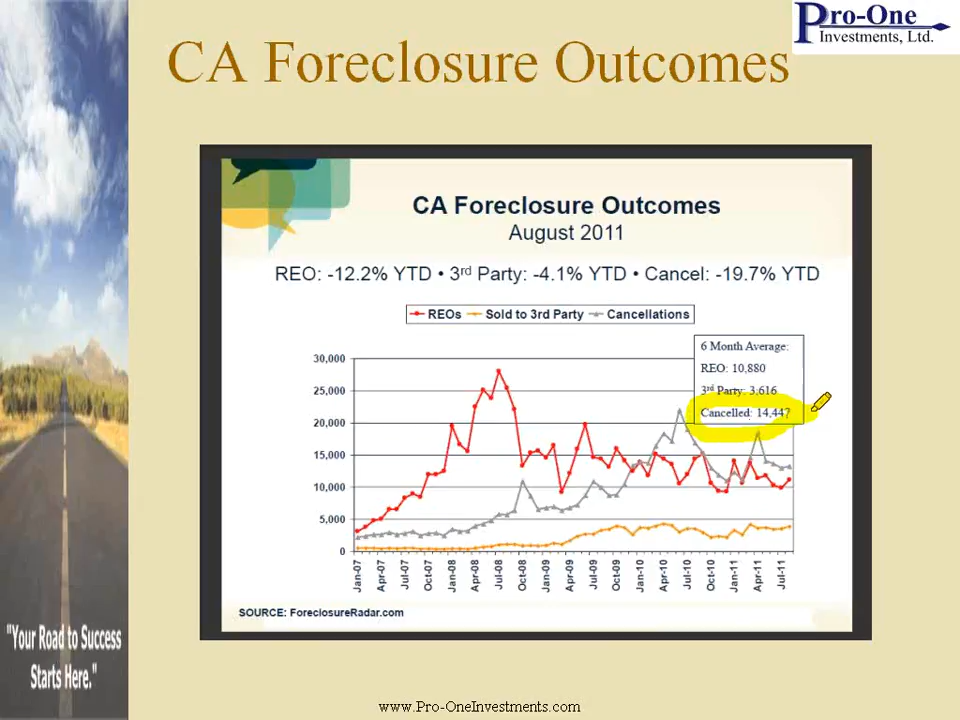 Pro-One
Investments, Ltd.
CA Foreclosure Outcomes
CA Foreclosure Outcomes
August 2011
REO: -12.2% YTD • 3rd Party: -4.1% YTD • Cancel: -19.7% YTD
REOs Sold to 3rd Party Cancellations
6 Month Average:
REO: 10,880
3rd Party: 3,616
Cancelled: 14,447
30,000
25,000
20,000
15,000
10,000
5,000
0
Jan-07 Apr-07 Jul-07 Oct-07 Jan-08 Apr-08 Jul-08 Oct-08 Jan-09 Apr-09 Jul-09 Oct-09 Jan-10 Apr-10 Jul-10 Oct-10 Jan-11 Apr-11 Jul-11
SOURCE: ForeclosureRadar.com
"Your Road to Success
Starts Here."
www.Pro-OneInvestments.com